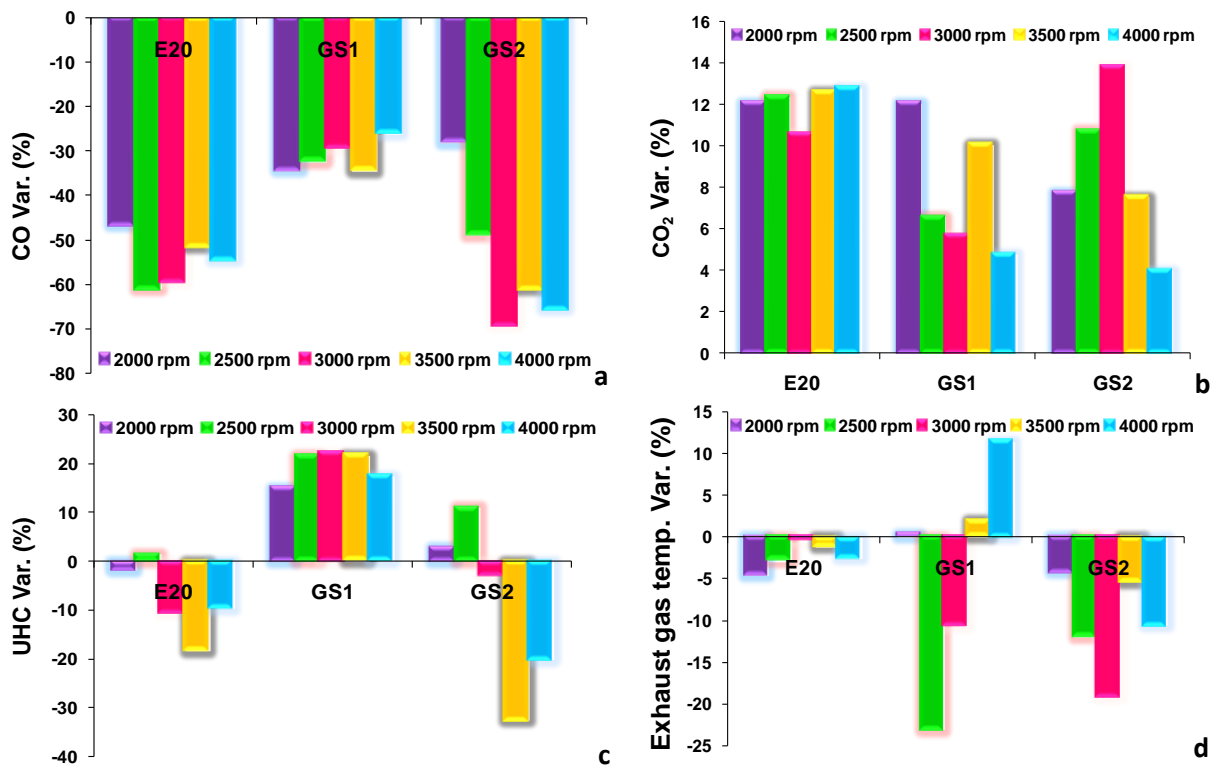 0
-10
-20
-30
-40
-50
-60
-70
-80
CO Var. (%)
E20 GS1 GS2
2000 rpm 2500 rpm 3000 rpm 3500 rpm 4000 rpm
a
16
14
12
10
8
6
4
2
0
CO₂ Var. (%)
2000 rpm 2500 rpm 3000 rpm 3500 rpm 4000 rpm
E20 GS1 GS2
b
30
20
10
0
-10
-20
-30
-40
UHC Var. (%)
2000 rpm 2500 rpm 3000 rpm 3500 rpm 4000 rpm
E20 GS1 GS2
c
15
10
5
0
-5
-10
-15
-20
-25
Exhaust gas temp. Var. (%)
2000 rpm 2500 rpm 3000 rpm 3500 rpm 4000 rpm
E20 GS1 GS2
d